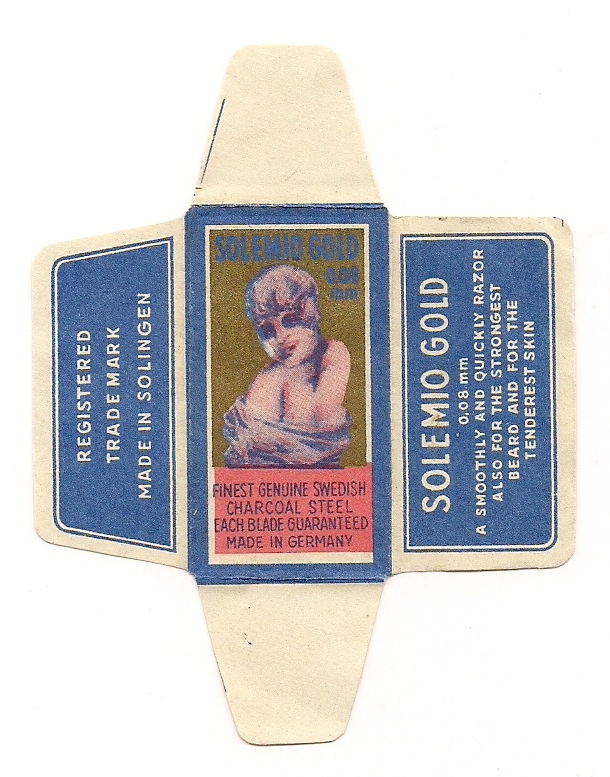 REGISTERED
TRADE MARK
MADE IN SOLINGEN
SOLEMIO GOLD
0,08
mm
FINEST GENUINE SWEDISH
CHARCOAL STEEL
EACH BLADE GUARANTEED
MADE IN GERMANY
SOLEMIO GOLD
0,08 mm
A SMOOTHLY AND QUICKLY RAZOR
ALSO FOR THE STRONGEST
BEARD AND FOR THE
TENDEREST SKIN